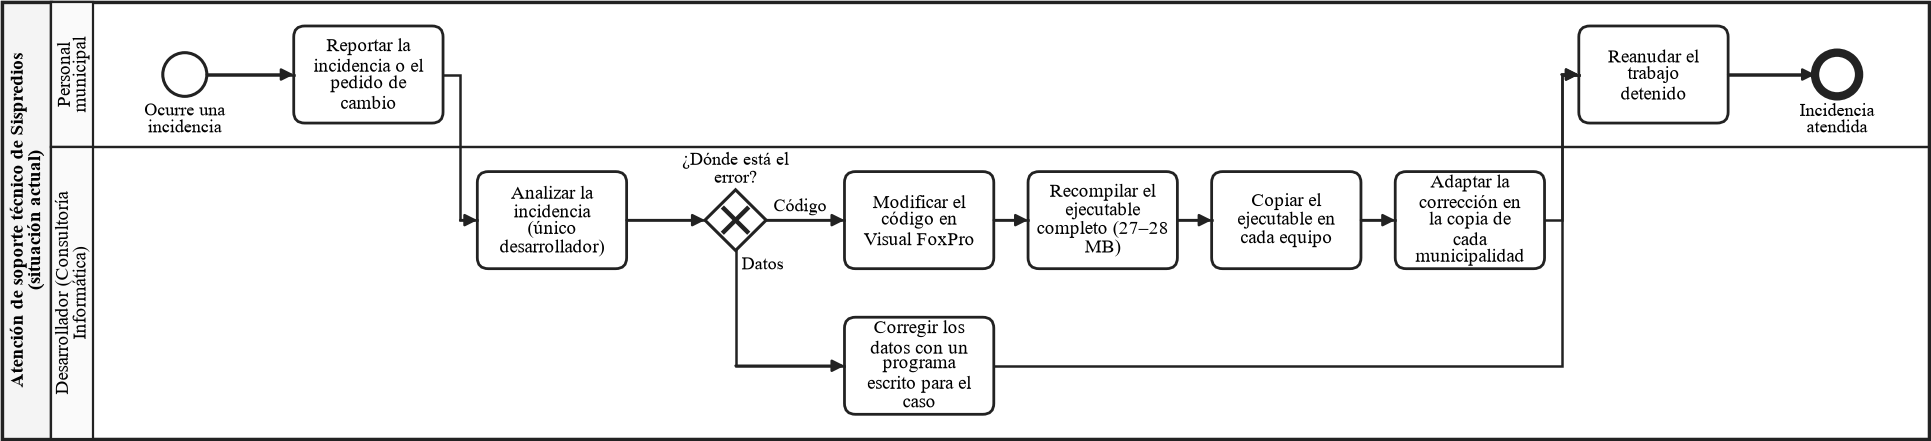 Atención de soporte técnico de Sispredios
(situación actual)
Personal
municipal
Ocurre una
incidencia
Reportar la
incidencia o el
pedido de
cambio
Reanudar el
trabajo
detenido
Incidencia
atendida
Desarrollador (Consultoría
Informática)
Analizar la
incidencia
(único
desarrollador)
¿Dónde está el
error?
Código
Datos
Modificar el
código en
Visual FoxPro
Recompilar el
ejecutable
completo (27–28
MB)
Copiar el
ejecutable en
cada equipo
Adaptar la
corrección en
la copia de
cada
municipalidad
Corregir los
datos con un
programa
escrito para el
caso